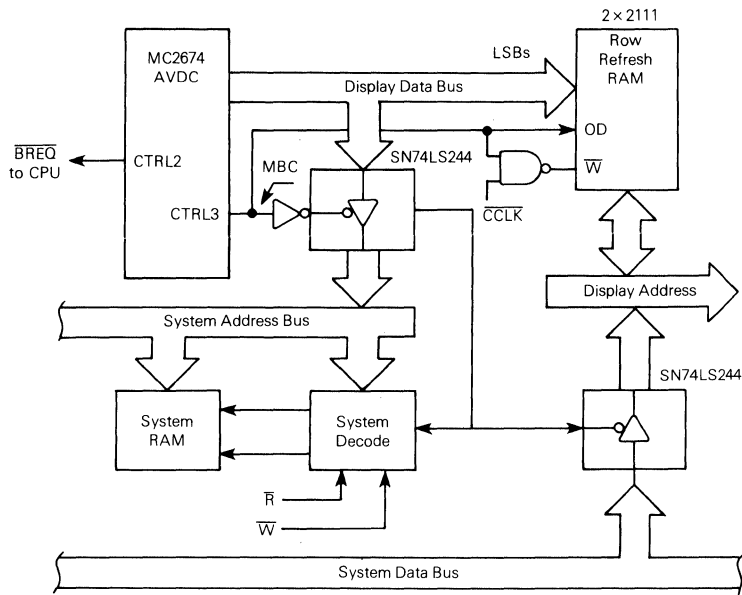 2 × 2111
MC2674
AVDC
LSBs
Row
Refresh
RAM
Display Data Bus
BREQ
to CPU
CTRL2
OD
SN74LS244
MBC
W
CTRL3
CCLK
Display Address
System Address Bus
SN74LS244
System
RAM
System
Decode
R
W
System Data Bus